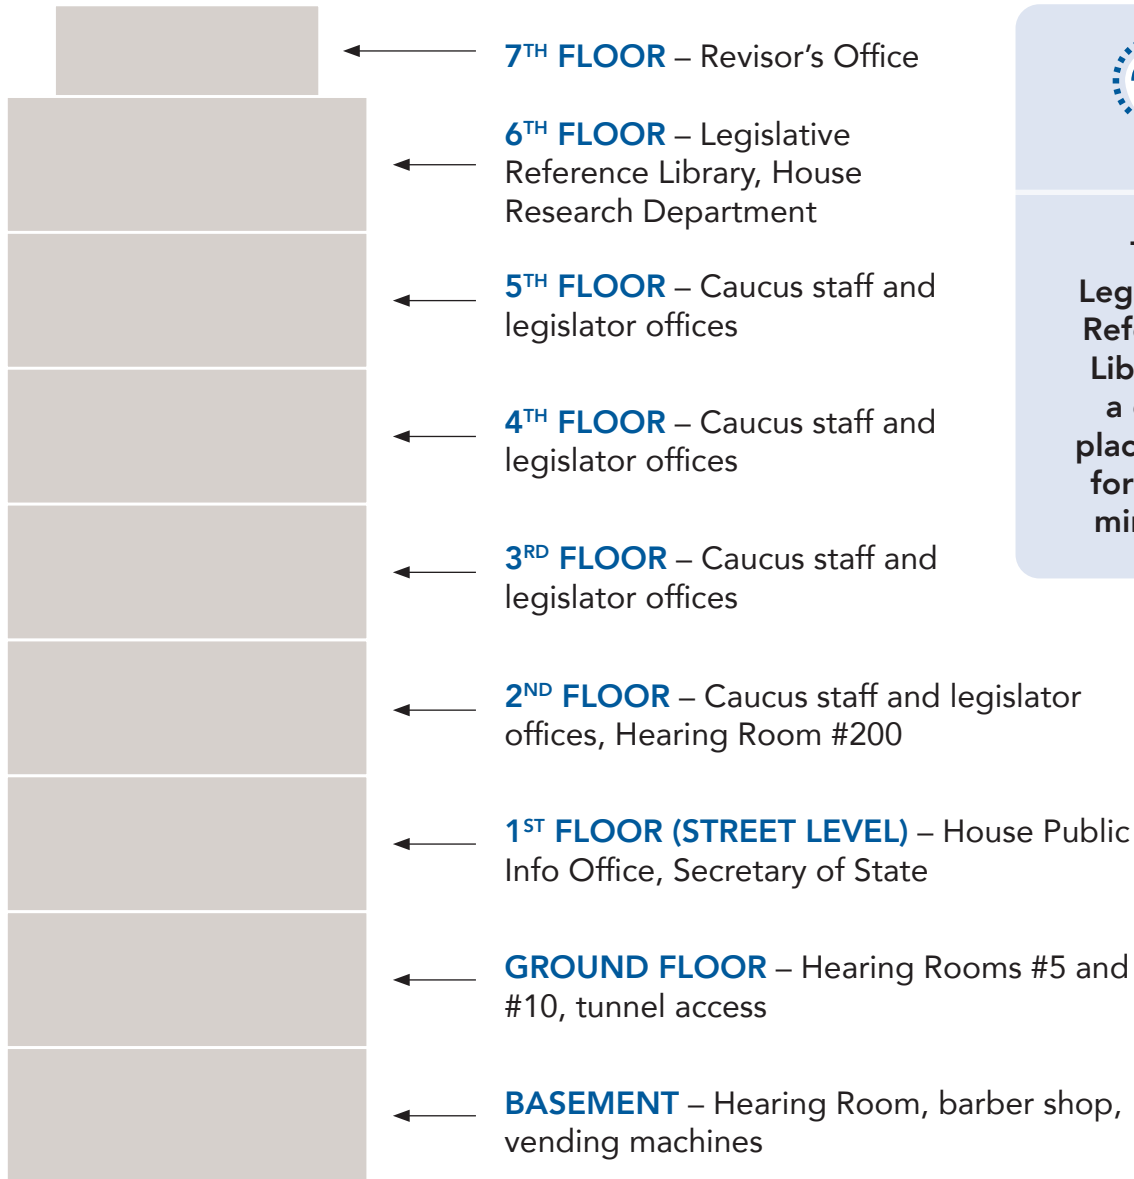 7TH FLOOR – Revisor's Office
6TH FLOOR – Legislative
Reference Library, House
Research Department
5TH FLOOR – Caucus staff and
legislator offices
4TH FLOOR – Caucus staff and
legislator offices
3RD FLOOR – Caucus staff and
legislator offices
2ND FLOOR – Caucus staff and legislator
offices, Hearing Room #200
1ST FLOOR (STREET LEVEL) – House Public
Info Office, Secretary of State
GROUND FLOOR – Hearing Rooms #5 and
#10, tunnel access
BASEMENT – Hearing Room, barber shop,
vending machines
a
for